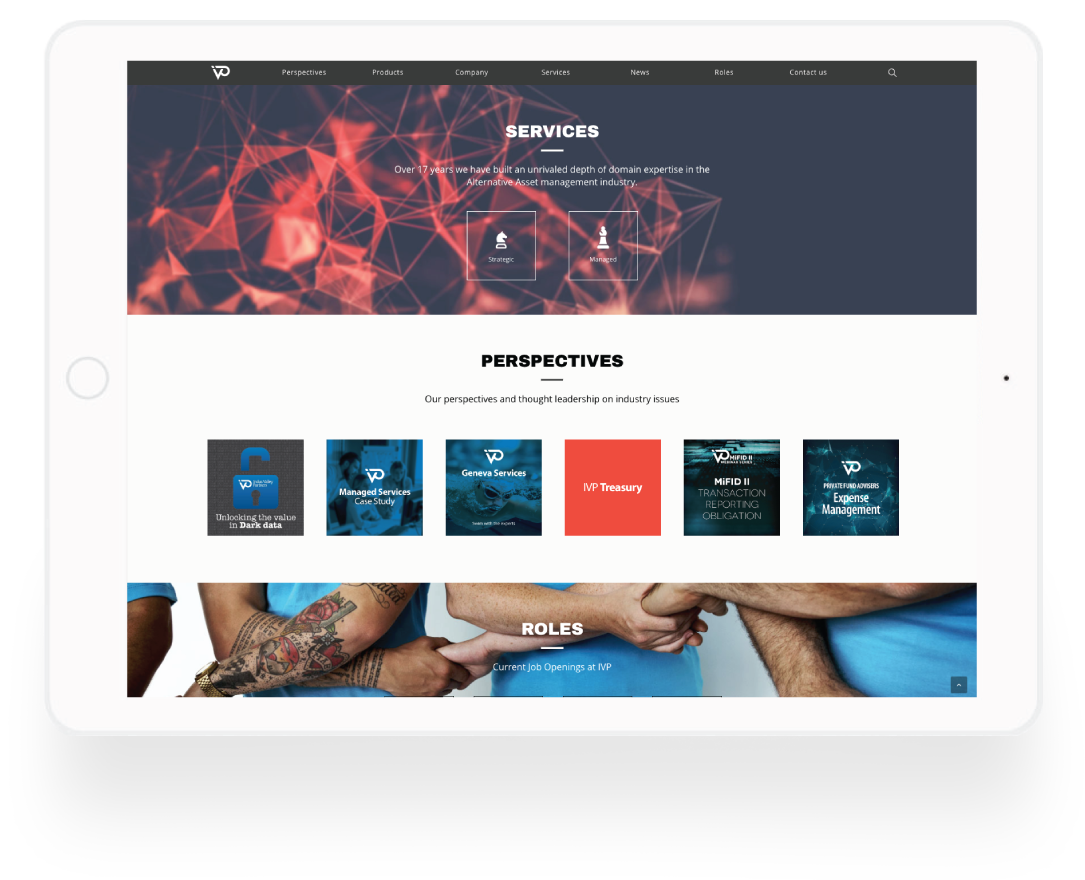 Perspectives Products Company Services News Roles Contact us
SERVICES
Over 17 years we have built an unrivaled depth of domain expertise in the
Alternative Asset management industry.
Strategic
Managed
PERSPECTIVES
Our perspectives and thought leadership on industry issues
Unlocking the value
in Dark data
IVP
Managed Services
Case Study
IVP
Geneva Services
Swim with the experts
IVP Treasury
IVP MiFID II
WEBINAR SERIES
MiFID II
TRANSACTION
REPORTING
OBLIGATION
IVP
PRIVATE FUND ADVISERS
Expense
Management
ROLES
Current Job Openings at IVP